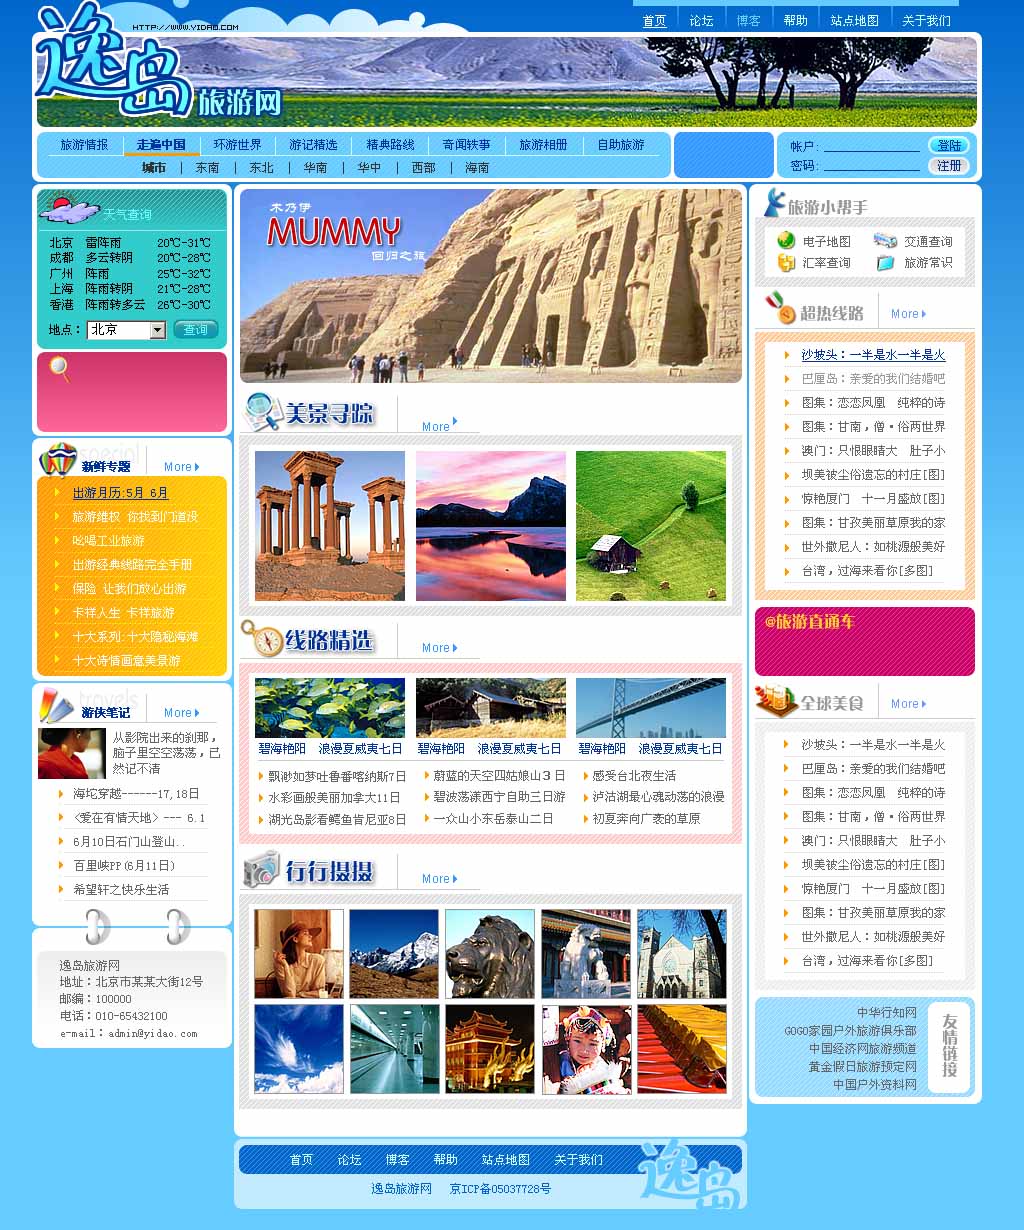 HTTP://WWW.YIDAO.COM
首页 论坛 博客 帮助 站点地图 关于我们
逸岛旅游网
旅游情报 走遍中国 环游世界 游记精选 精典路线 奇闻轶事 旅游相册 自助旅游
城市 | 东南 | 东北 | 华南 | 华中 | 西部 | 海南
帐户: 登陆
密码: 注册
天气查询
北京 雷阵雨 20℃-31℃
成都 多云转阴 20℃-28℃
广州 阵雨 25℃-32℃
上海 阵雨转阴 21℃-28℃
香港 阵雨转多云 26℃-30℃
地点： 北京 查询
special
新鲜专题 More
出游月历:5月 6月
旅游维权 你找到门道没
吆喝工业旅游
出游经典线路完全手册
保险 让我们放心出游
卡祥人生 卡祥旅游
十大系列:十大隐秘海滩
十大诗情画意美景游
travels
游侠笔记 More
从影院出来的刹那，
脑子里空空荡荡，已
然记不清
海坨穿越------17,18日
《爱在有情天地》--- 6.1
6月10日石门山登山..
百里峡PP(6月11日)
希望轩之快乐生活
逸岛旅游网
地址：北京市某某大街12号
邮编：100000
电话：010-65432100
e-mail：admin@yidao.com
木乃伊
MUMMY
回归之旅
美景寻踪 More
线路精选 More
碧海艳阳 浪漫夏威夷七日
碧海艳阳 浪漫夏威夷七日
碧海艳阳 浪漫夏威夷七日
飘渺如梦吐鲁番喀纳斯7日
蔚蓝的天空四姑娘山3日
感受台北夜生活
水彩画般美丽加拿大11日
碧波荡漾西宁自助三日游
泸沽湖最心魂动荡的浪漫
湖光岛影看鳄鱼肯尼亚8日
一众山小东岳泰山二日
初夏奔向广袤的草原
行行摄摄 More
旅游小帮手
电子地图 交通查询
汇率查询 旅游常识
超热线路 More
沙坡头：一半是水一半是火
巴厘岛：亲爱的我们结婚吧
图集：恋恋凤凰 纯粹的诗
图集：甘南，僧·俗两世界
澳门：只恨眼睛大 肚子小
坝美被尘俗遗忘的村庄[图]
惊艳厦门 十一月盛放[图]
图集：甘孜美丽草原我的家
世外撒尼人：如桃源般美好
台湾，过海来看你[多图]
@旅游直通车
全球美食 More
沙坡头：一半是水一半是火
巴厘岛：亲爱的我们结婚吧
图集：恋恋凤凰 纯粹的诗
图集：甘南，僧·俗两世界
澳门：只恨眼睛大 肚子小
坝美被尘俗遗忘的村庄[图]
惊艳厦门 十一月盛放[图]
图集：甘孜美丽草原我的家
世外撒尼人：如桃源般美好
台湾，过海来看你[多图]
中华行知网
GOGO家园户外旅游俱乐部
中国经济网旅游频道
黄金假日旅游预定网
中国户外资料网
友情链接
首页 论坛 博客 帮助 站点地图 关于我们
逸岛旅游网 京ICP备05037728号
逸岛